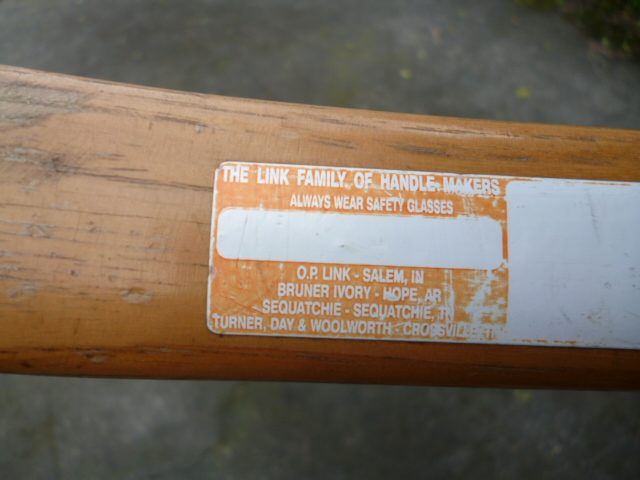 THE LINK FAMILY OF HANDLE MAKERS
ALWAYS WEAR SAFETY GLASSES
O.P. LINK - SALEM, IN
BRUNER IVORY - HOPE, AR
SEQUATCHIE - SEQUATCHIE, TN
TURNER, DAY & WOOLWORTH - CROSSVILLE